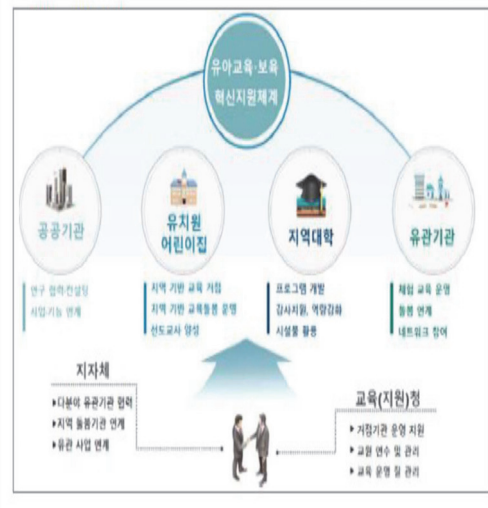 유아교육·보육
혁신지원체계
공공기관
연구 협력·컨설팅
사업·기능 연계
유치원
어린이집
지역 기반 교육 거점
지역 기반 교육돌봄 운영
선도교사 양성
지역대학
프로그램 개발
강사지원, 역량강화
시설물 활용
유관기관
체험 교육 운영
돌봄 연계
네트워크 참여
지자체
▶다분야 유관기관 협력
▶지역 돌봄기관 연계
▶유관 사업 연계
교육(지원)청
▶거점기관 운영 지원
▶교원 연수 및 관리
▶교육 운영 질 관리